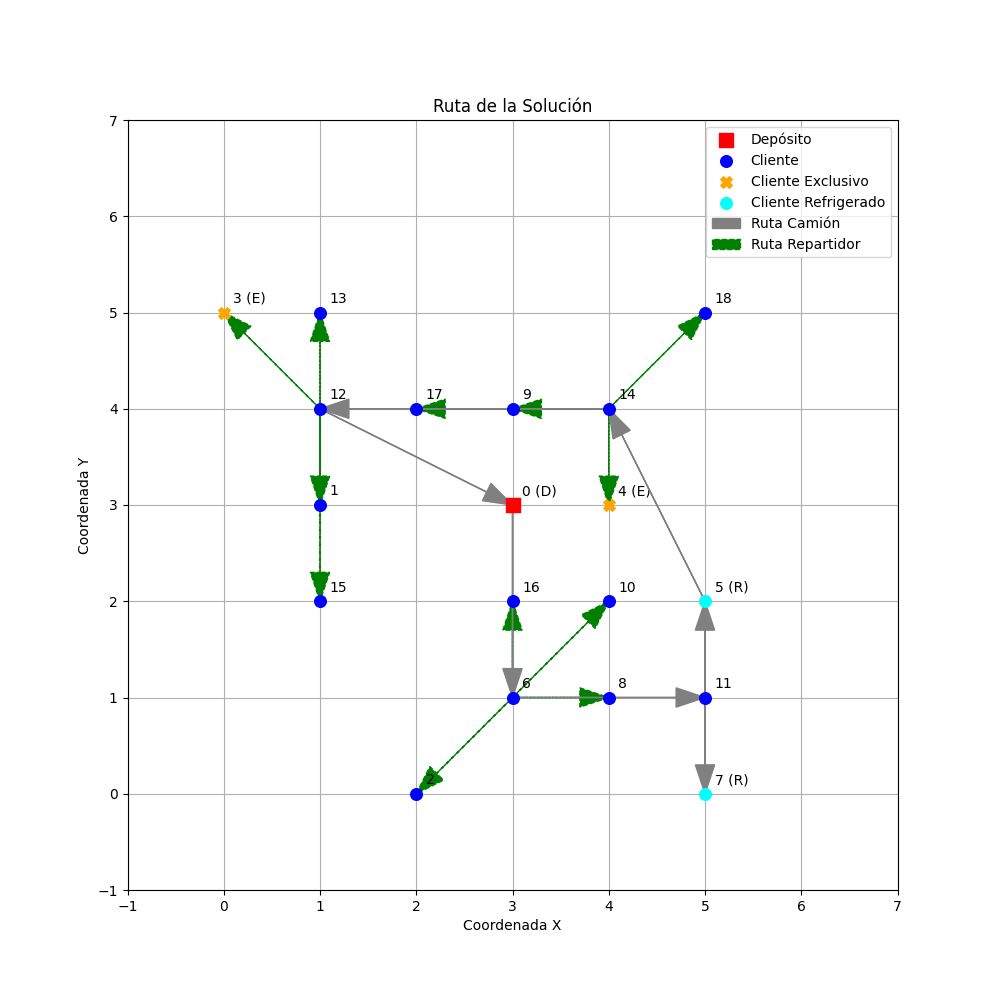 Ruta de la Solución
Depósito
Cliente
Cliente Exclusivo
Cliente Refrigerado
Ruta Camión
Ruta Repartidor
7
6
5
4
3
2
1
0
−1
Coordenada Y
3 (E)
13
18
12
17
9
14
1
0 (D)
4 (E)
15
16
10
5 (R)
6
8
11
2
7 (R)
−1
0
1
2
3
4
5
6
7
Coordenada X